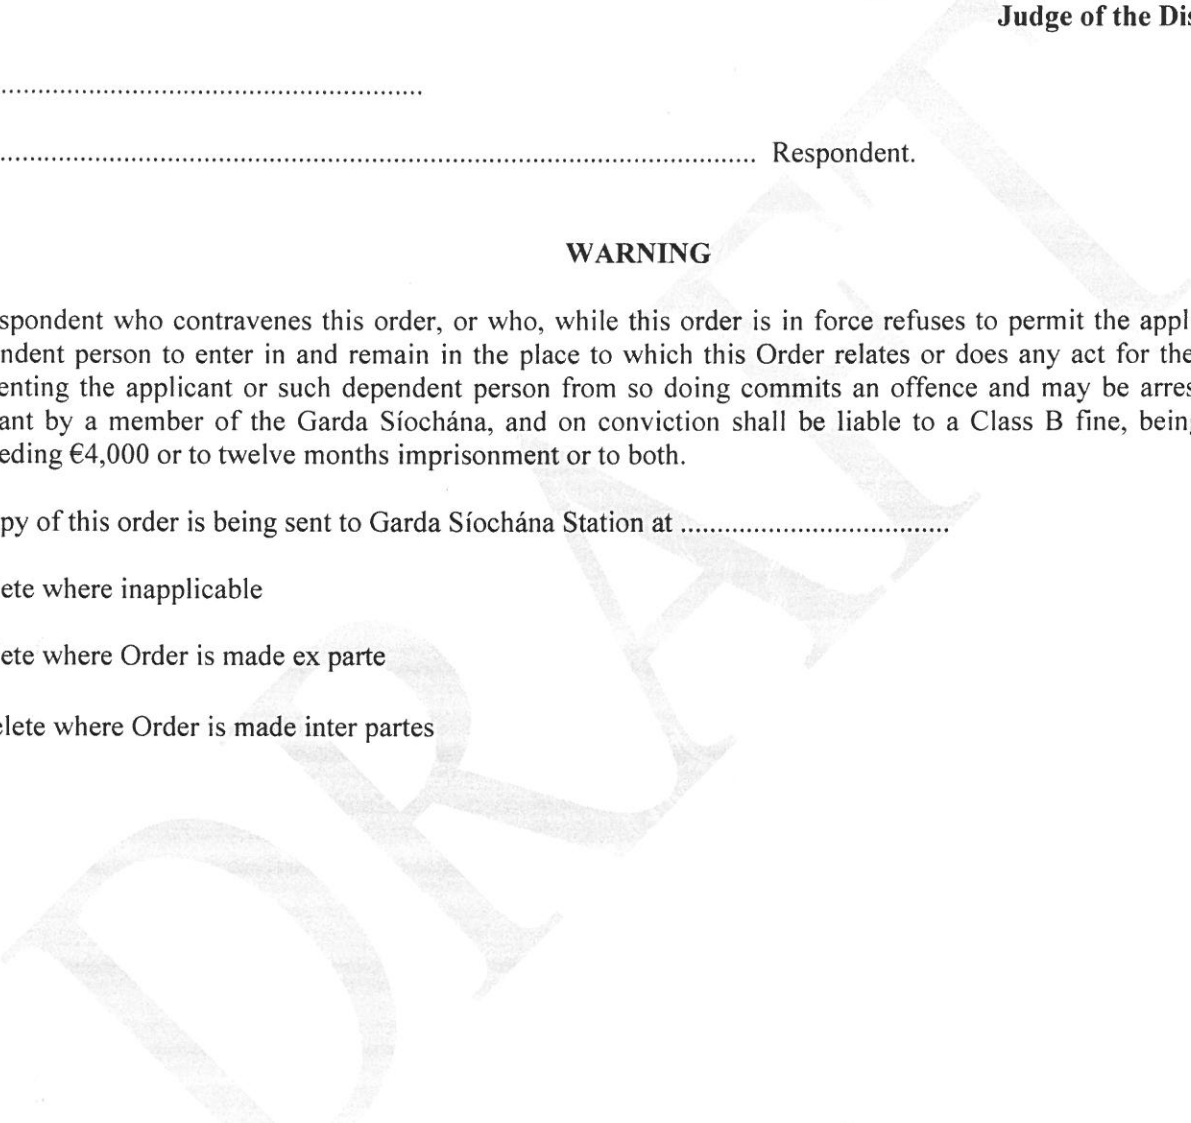 Judge of the Dis
........................................................
.................................................................................................... Respondent.
WARNING
spondent who contravenes this order, or who, while this order is in force refuses to permit the appl
ndent person to enter in and remain in the place to which this Order relates or does any act for the
enting the applicant or such dependent person from so doing commits an offence and may be arres
ant by a member of the Garda Síochána, and on conviction shall be liable to a Class B fine, being
eding €4,000 or to twelve months imprisonment or to both.
py of this order is being sent to Garda Síochána Station at .....................................
ete where inapplicable
ete where Order is made ex parte
elete where Order is made inter partes
DRAFT